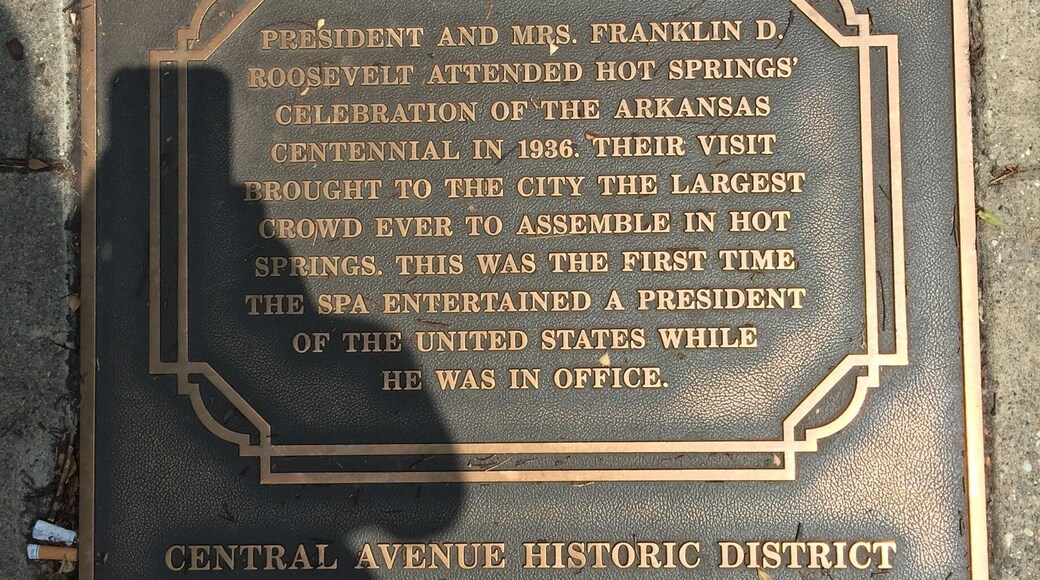 PRESIDENT AND MRS. FRANKLIN D.
ROOSEVELT ATTENDED HOT SPRINGS'
CELEBRATION OF THE ARKANSAS
CENTENNIAL IN 1936. THEIR VISIT
BROUGHT TO THE CITY THE LARGEST
CROWD EVER TO ASSEMBLE IN HOT
SPRINGS. THIS WAS THE FIRST TIME
THE SPA ENTERTAINED A PRESIDENT
OF THE UNITED STATES WHILE
HE WAS IN OFFICE.
CENTRAL AVENUE HISTORIC DISTRICT